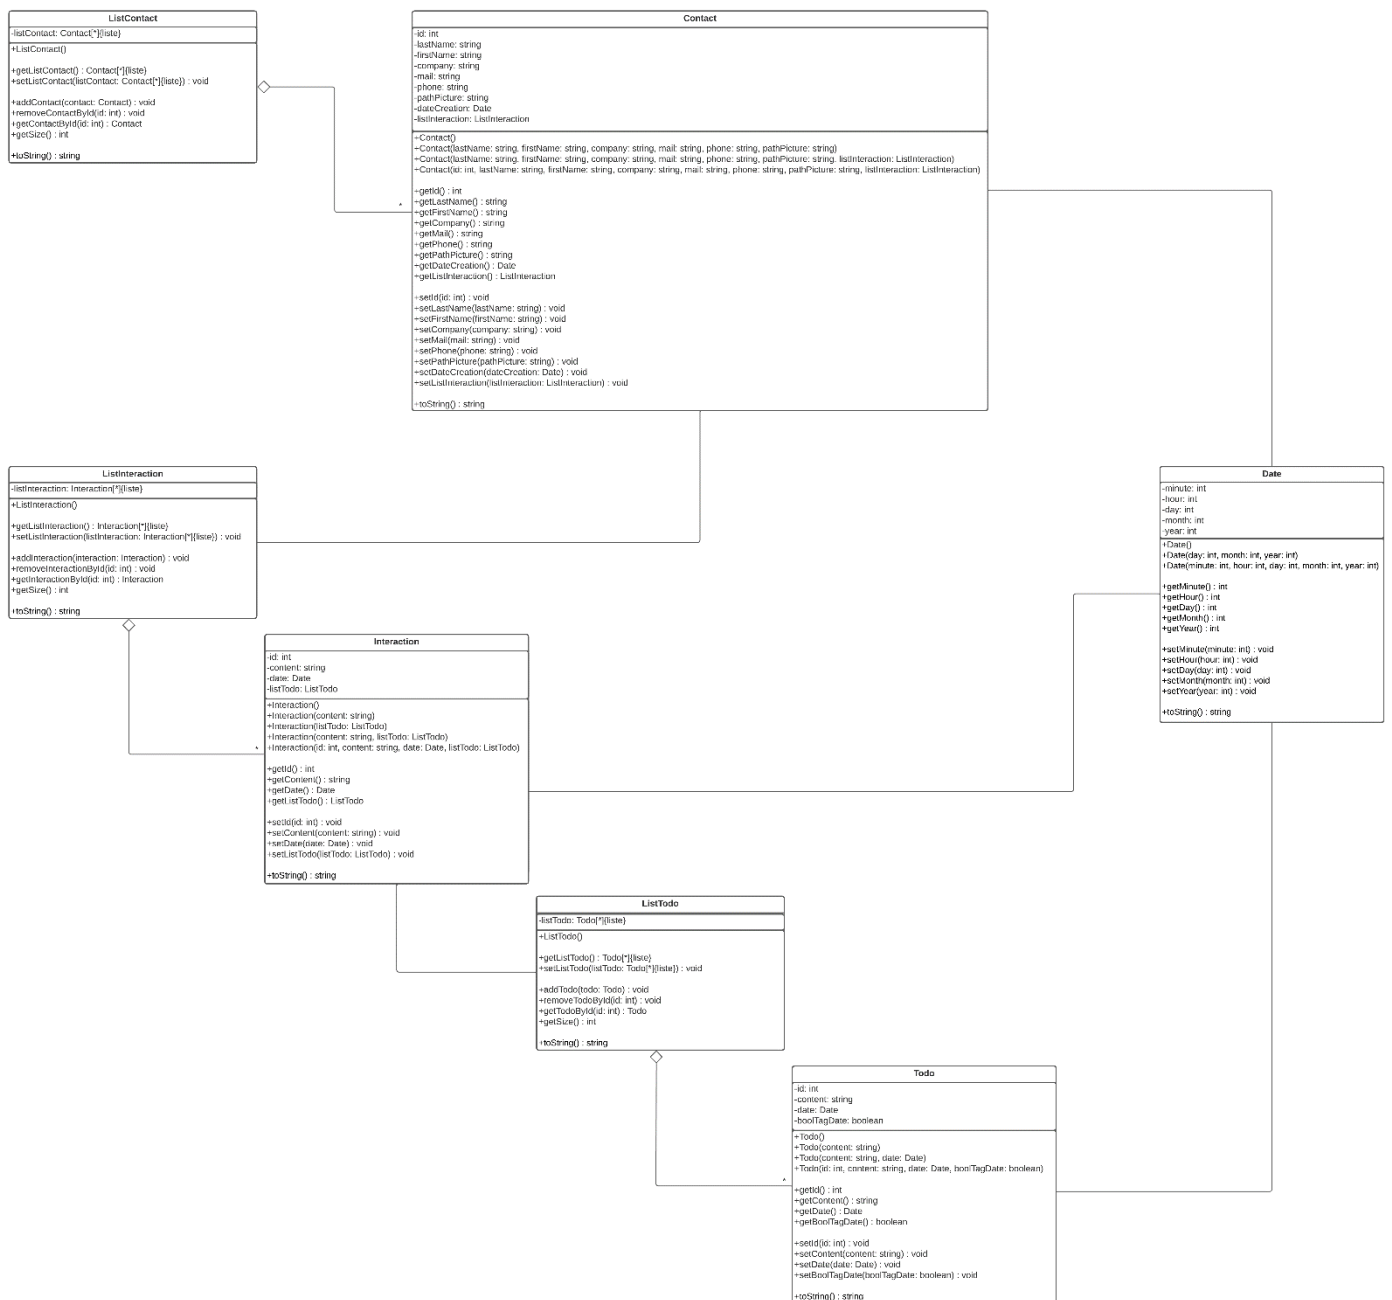 ListContact
-listContact: Contact[*]{liste}
+ListContact()
+getListContact() : Contact[*]{liste}
+setListContact(listContact: Contact[*]{liste}) : void
+addContact(contact: Contact) : void
+removeContactById(id: int) : void
+getContactById(id: int) : Contact
+getSize() : int
+toString() : string
*
Contact
-id: int
-lastName: string
-firstName: string
-company: string
-mail: string
-phone: string
-pathPicture: string
-dateCreation: Date
-listInteraction: ListInteraction
+Contact()
+Contact(lastName: string, firstName: string, company: string, mail: string, phone: string, pathPicture: string)
+Contact(lastName: string, firstName: string, company: string, mail: string, phone: string, pathPicture: string, listInteraction: ListInteraction)
+Contact(id: int, lastName: string, firstName: string, company: string, mail: string, phone: string, pathPicture: string, listInteraction: ListInteraction)
+getId() : int
+getLastName() : string
+getFirstName() : string
+getCompany() : string
+getMail() : string
+getPhone() : string
+getPathPicture() : string
+getDateCreation() : Date
+getListInteraction() : ListInteraction
+setId(id: int) : void
+setLastName(lastName: string) : void
+setFirstName(firstName: string) : void
+setCompany(company: string) : void
+setMail(mail: string) : void
+setPhone(phone: string) : void
+setPathPicture(pathPicture: string) : void
+setDateCreation(dateCreation: Date) : void
+setListInteraction(listInteraction: ListInteraction) : void
+toString() : string
ListInteraction
-listInteraction: Interaction[*]{liste}
+ListInteraction()
+getListInteraction() : Interaction[*]{liste}
+setListInteraction(listInteraction: Interaction[*]{liste}) : void
+addInteraction(interaction: Interaction) : void
+removeInteractionById(id: int) : void
+getInteractionById(id: int) : Interaction
+getSize() : int
+toString() : string
*
Date
-minute: int
-hour: int
-day: int
-month: int
-year: int
+Date()
+Date(day: int, month: int, year: int)
+Date(minute: int, hour: int, day: int, month: int, year: int)
+getMinute() : int
+getHour() : int
+getDay() : int
+getMonth() : int
+getYear() : int
+setMinute(minute: int) : void
+setHour(hour: int) : void
+setDay(day: int) : void
+setMonth(month: int) : void
+setYear(year: int) : void
+toString() : string
Interaction
-id: int
-content: string
-date: Date
-listTodo: ListTodo
+Interaction()
+Interaction(content: string)
+Interaction(listTodo: ListTodo)
+Interaction(content: string, listTodo: ListTodo)
+Interaction(id: int, content: string, date: Date, listTodo: ListTodo)
+getId() : int
+getContent() : string
+getDate() : Date
+getListTodo() : ListTodo
+setId(id: int) : void
+setContent(content: string) : void
+setDate(date: Date) : void
+setListTodo(listTodo: ListTodo) : void
+toString() : string
ListTodo
-listTodo: Todo[*]{liste}
+ListTodo()
+getListTodo() : Todo[*]{liste}
+setListTodo(listTodo: Todo[*]{liste}) : void
+addTodo(todo: Todo) : void
+removeTodoById(id: int) : void
+getTodoById(id: int) : Todo
+getSize() : int
+toString() : string
*
Todo
-id: int
-content: string
-date: Date
-boolTagDate: boolean
+Todo()
+Todo(content: string)
+Todo(content: string, date: Date)
+Todo(id: int, content: string, date: Date, boolTagDate: boolean)
+getId() : int
+getContent() : string
+getDate() : Date
+getBoolTagDate() : boolean
+setId(id: int) : void
+setContent(content: string) : void
+setDate(date: Date) : void
+setBoolTagDate(boolTagDate: boolean) : void
+toString() : string